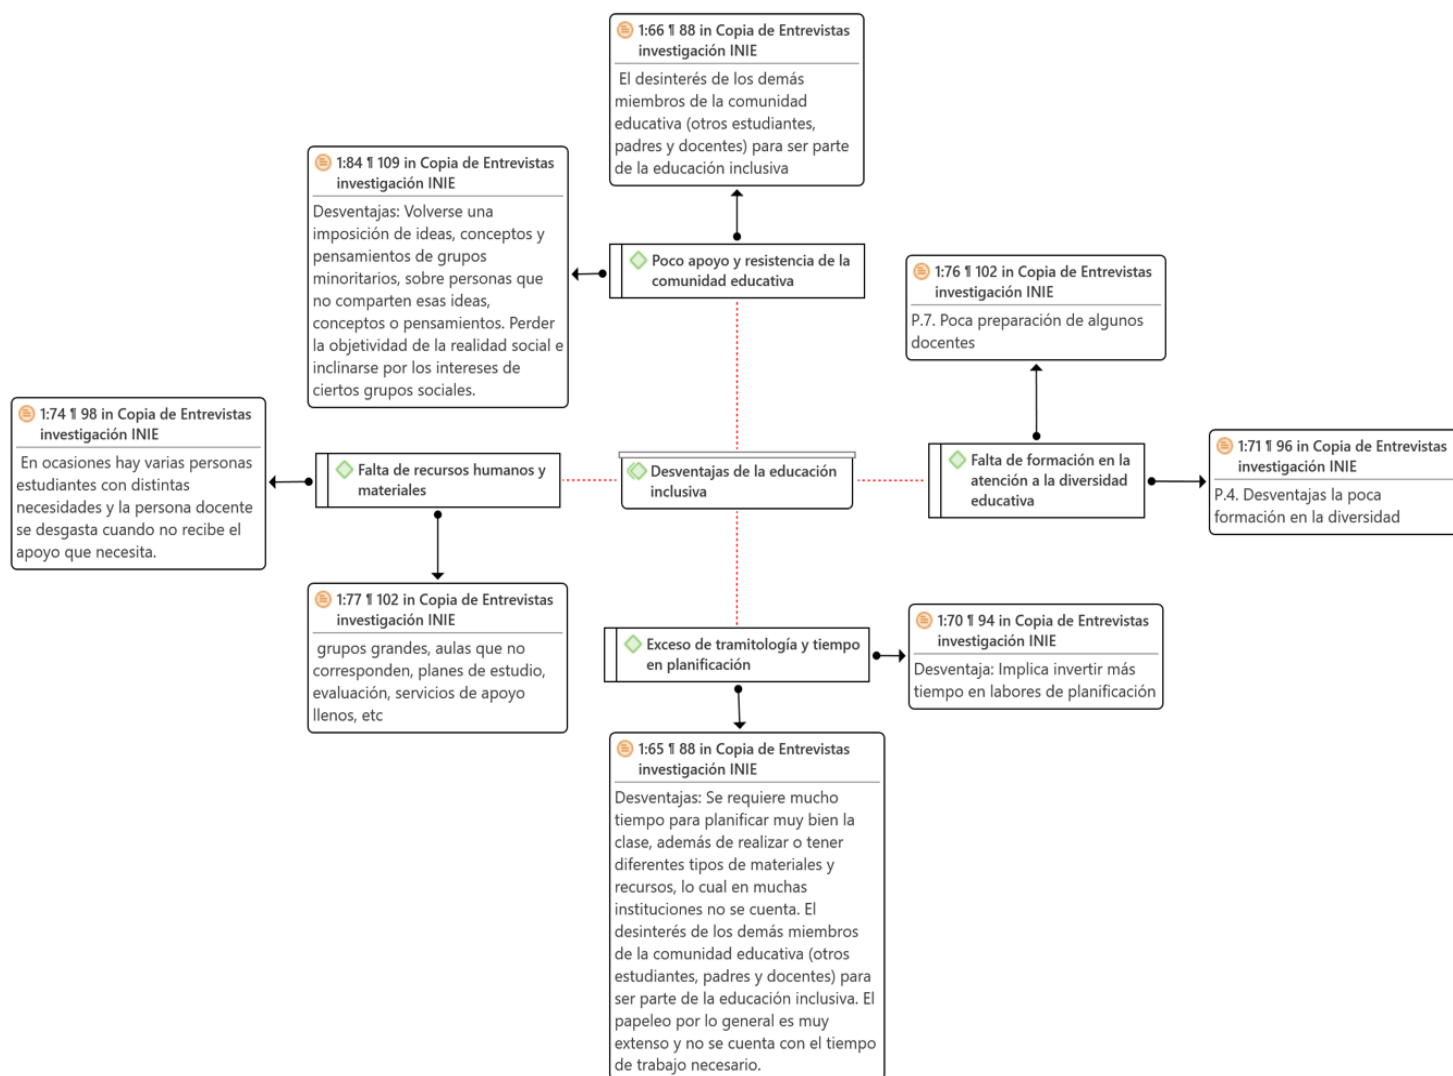 1:66 ¶ 88 in Copia de Entrevistas
investigación INIE
El desinterés de los demás
miembros de la comunidad
educativa (otros estudiantes,
padres y docentes) para ser parte
de la educación inclusiva
1:84 ¶ 109 in Copia de Entrevistas
investigación INIE
Desventajas: Volverse una
imposición de ideas, conceptos y
pensamientos de grupos
minoritarios, sobre personas que
no comparten esas ideas,
conceptos o pensamientos. Perder
la objetividad de la realidad social e
inclinarse por los intereses de
ciertos grupos sociales.
Poco apoyo y resistencia de la
comunidad educativa
1:76 ¶ 102 in Copia de Entrevistas
investigación INIE
P.7. Poca preparación de algunos
docentes
1:74 ¶ 98 in Copia de Entrevistas
investigación INIE
En ocasiones hay varias personas
estudiantes con distintas
necesidades y la persona docente
se desgasta cuando no recibe el
apoyo que necesita.
Falta de recursos humanos y
materiales
Desventajas de la educación
inclusiva
Falta de formación en la
atención a la diversidad
educativa
1:71 ¶ 96 in Copia de Entrevistas
investigación INIE
P.4. Desventajas la poca
formación en la diversidad
1:77 ¶ 102 in Copia de Entrevistas
investigación INIE
grupos grandes, aulas que no
corresponden, planes de estudio,
evaluación, servicios de apoyo
llenos, etc
Exceso de tramitología y tiempo
en planificación
1:70 ¶ 94 in Copia de Entrevistas
investigación INIE
Desventaja: Implica invertir más
tiempo en labores de planificación
1:65 ¶ 88 in Copia de Entrevistas
investigación INIE
Desventajas: Se requiere mucho
tiempo para planificar muy bien la
clase, además de realizar o tener
diferentes tipos de materiales y
recursos, lo cual en muchas
instituciones no se cuenta. El
desinterés de los demás miembros
de la comunidad educativa (otros
estudiantes, padres y docentes) para
ser parte de la educación inclusiva. El
papeleo por lo general es muy
extenso y no se cuenta con el tiempo
de trabajo necesario.